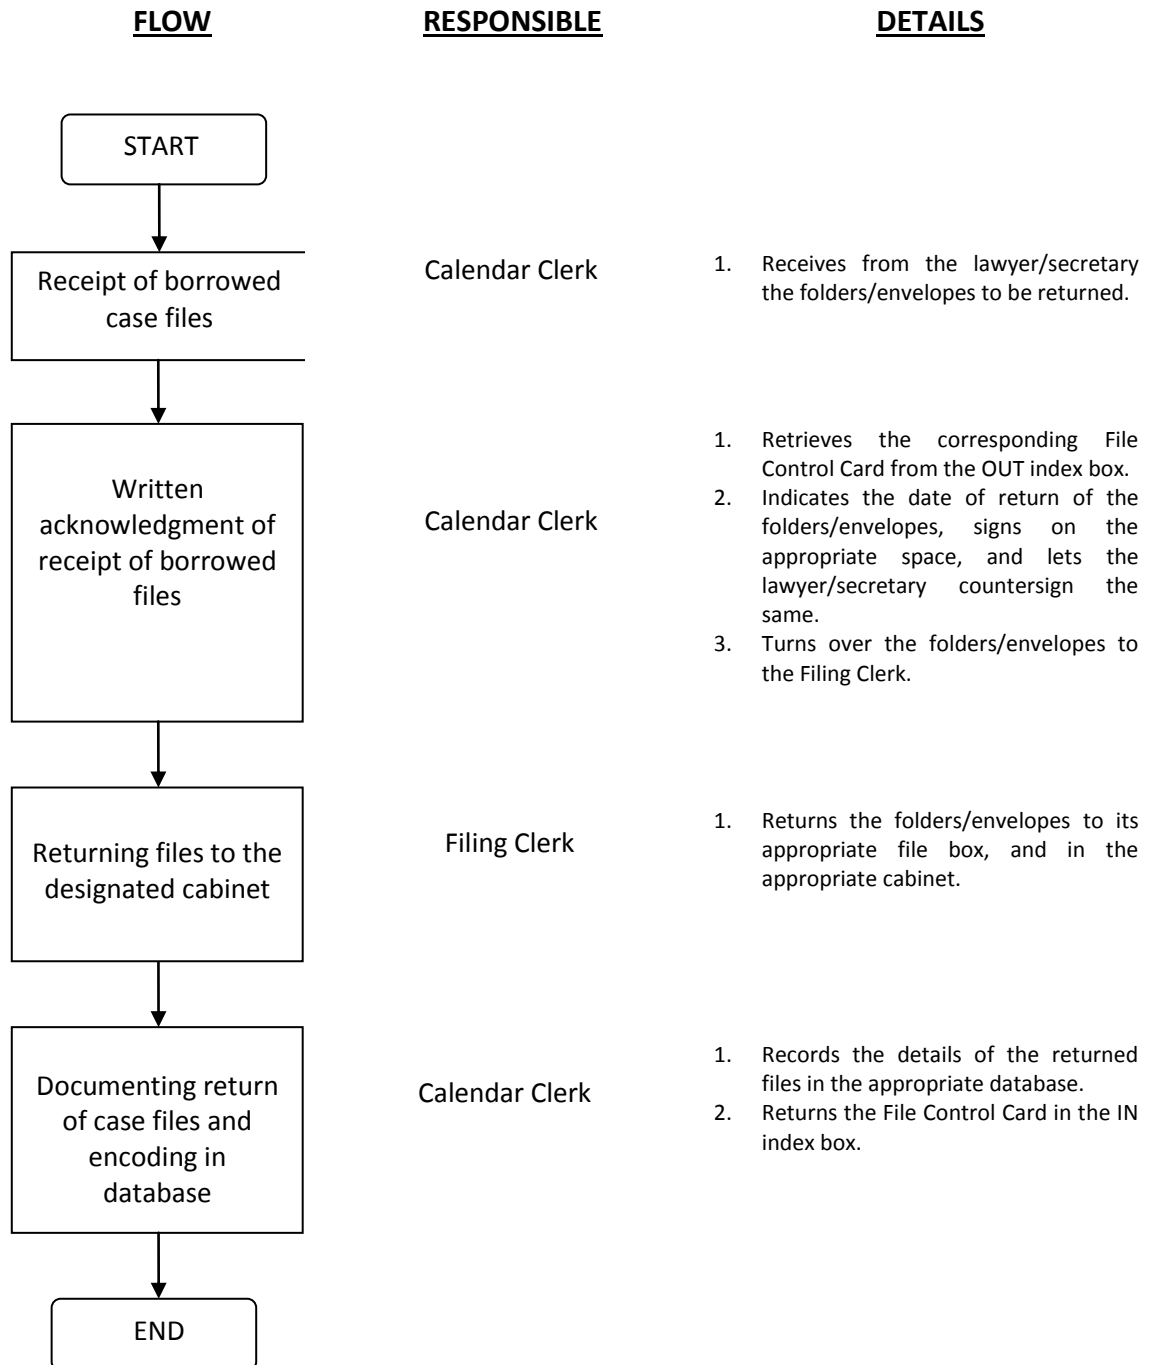 FLOW RESPONSIBLE DETAILS
START
Receipt of borrowed
case files
Calendar Clerk
1. Receives from the lawyer/secretary
the folders/envelopes to be returned.
Written
acknowledgment of
receipt of borrowed
files
Calendar Clerk
1. Retrieves the corresponding File
Control Card from the OUT index box.
2. Indicates the date of return of the
folders/envelopes, signs on the
appropriate space, and lets the
lawyer/secretary countersign the
same.
3. Turns over the folders/envelopes to
the Filing Clerk.
Returning files to the
designated cabinet
Filing Clerk
1. Returns the folders/envelopes to its
appropriate file box, and in the
appropriate cabinet.
Documenting return
of case files and
encoding in
database
Calendar Clerk
1. Records the details of the returned
files in the appropriate database.
2. Returns the File Control Card in the IN
index box.
END